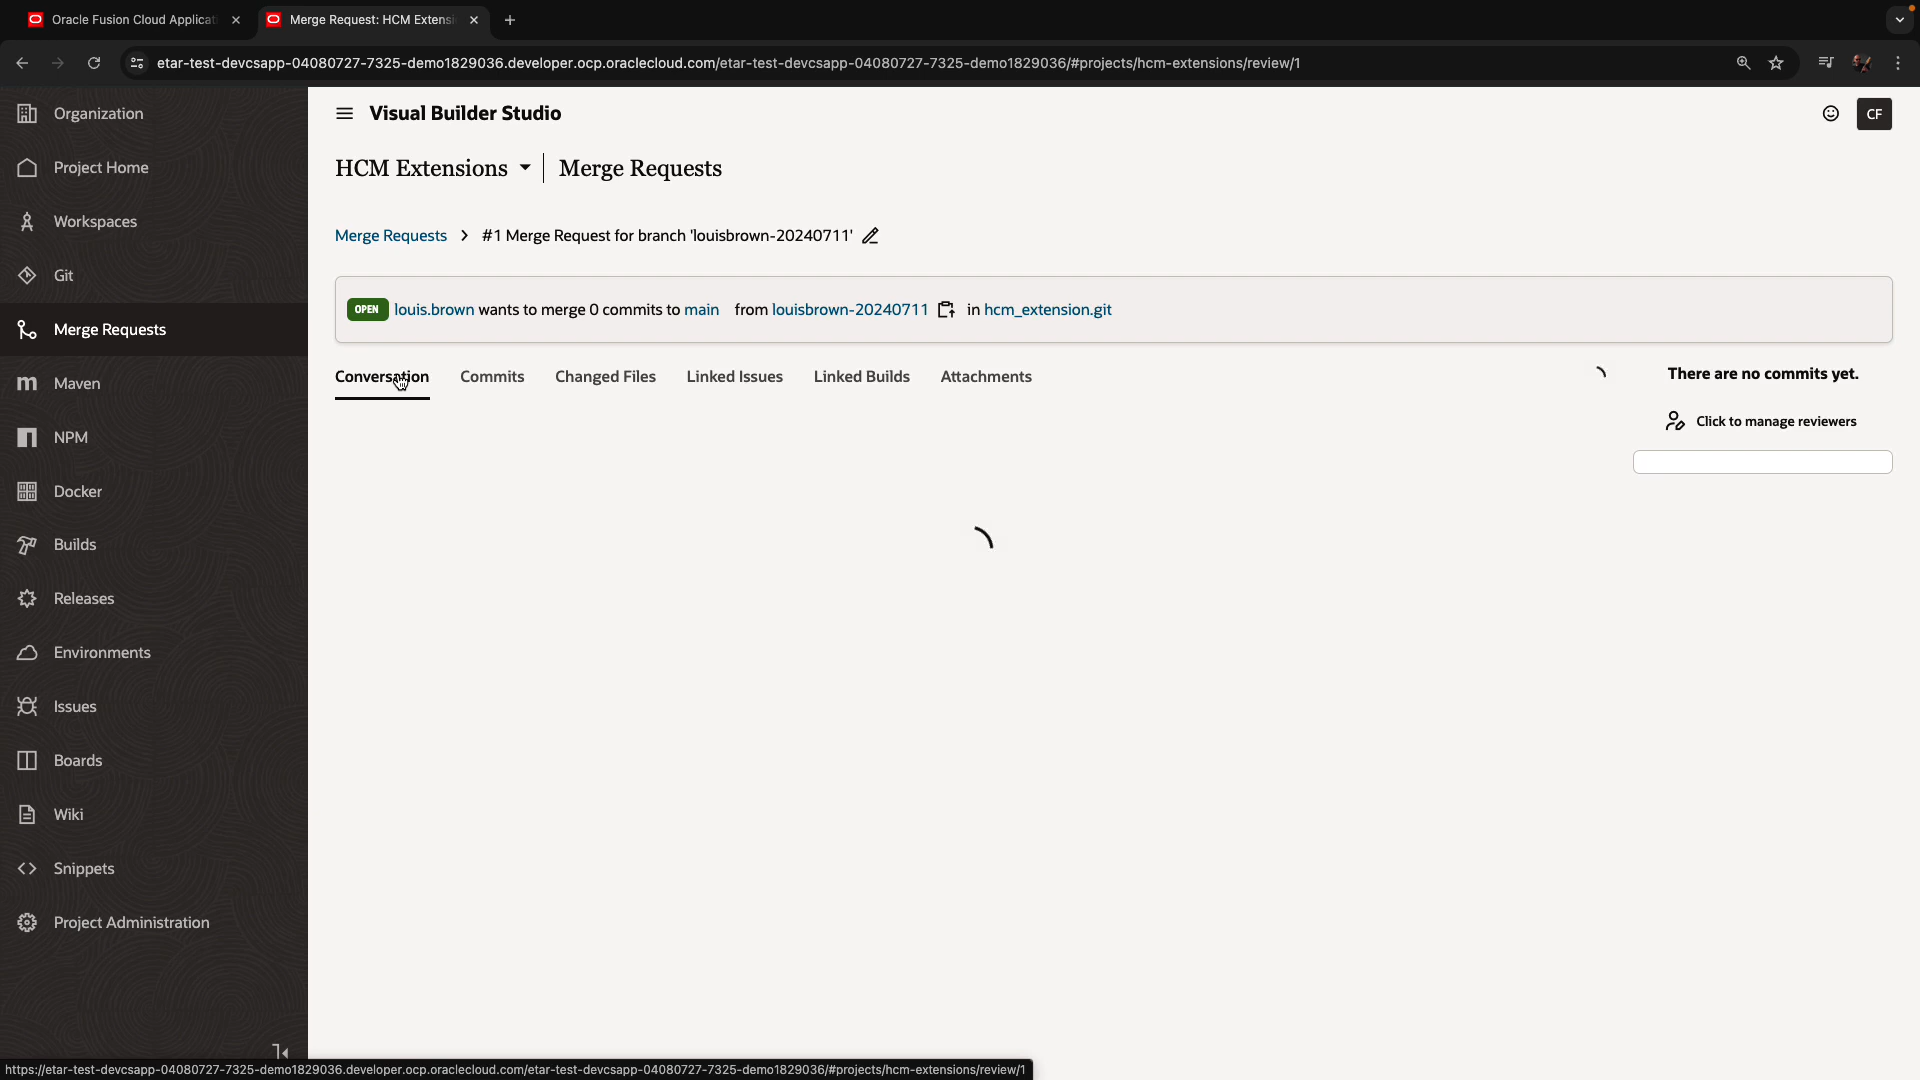 Oracle Fusion Cloud Applicat
Merge Request: HCM Extensi
etar-test-devcsapp-04080727-7325-demo1829036.developer.ocp.oraclecloud.com/etar-test-devcsapp-04080727-7325-demo1829036/#projects/hcm-extensions/review/1
Organization
Project Home
Workspaces
Git
Merge Requests
Maven
NPM
Docker
Builds
Releases
Environments
Issues
Boards
Wiki
Snippets
Project Administration
Visual Builder Studio
CF
HCM Extensions
Merge Requests
Merge Requests > #1 Merge Request for branch 'louisbrown-20240711'
OPEN louis.brown wants to merge 0 commits to main from louisbrown-20240711 in hcm_extension.git
Conversation Commits Changed Files Linked Issues Linked Builds Attachments
There are no commits yet.
Click to manage reviewers
https://etar-test-devcsapp-04080727-7325-demo1829036.developer.ocp.oraclecloud.com/etar-test-devcsapp-04080727-7325-demo1829036/#projects/hcm-extensions/review/1